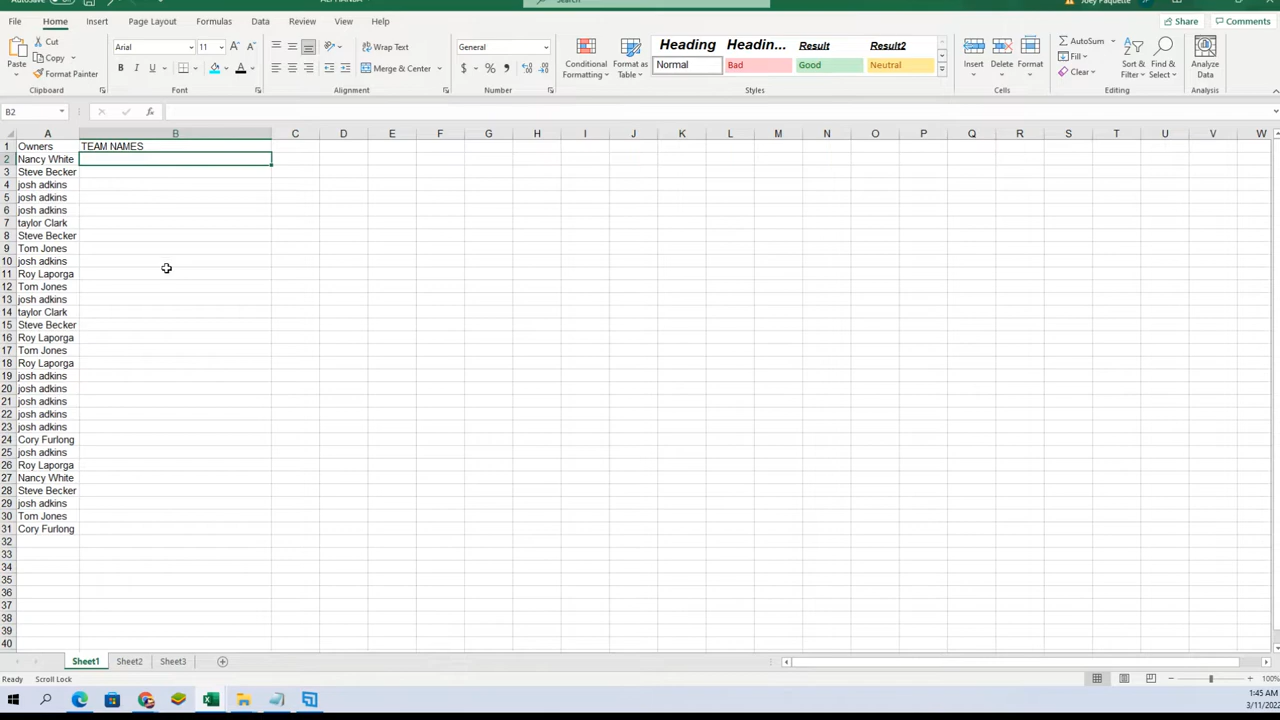 File Home Insert Page Layout Formulas Data Review View Help Share Comments
Cut
Copy
Format Painter
Paste
Arial 11
Wrap Text
Merge & Center
General
Conditional Formatting
Format as Table
Heading Headin... Result Result2
Normal Bad Good Neutral
Insert Delete Format
AutoSum
Fill
Clear
Sort & Filter
Find & Select
Analyze Data
Clipboard Font Alignment Number Styles Cells Editing Analysis
B2
A B C D E F G H I J K L M N O P Q R S T U V W
1 Owners TEAM NAMES
2 Nancy White
3 Steve Becker
4 josh adkins
5 josh adkins
6 josh adkins
7 taylor Clark
8 Steve Becker
9 Tom Jones
10 josh adkins
11 Roy Laporga
12 Tom Jones
13 josh adkins
14 taylor Clark
15 Steve Becker
16 Roy Laporga
17 Tom Jones
18 Roy Laporga
19 josh adkins
20 josh adkins
21 josh adkins
22 josh adkins
23 josh adkins
24 Cory Furlong
25 josh adkins
26 Roy Laporga
27 Nancy White
28 Steve Becker
29 josh adkins
30 Tom Jones
31 Cory Furlong
32
33
34
35
36
37
38
39
40
Sheet1 Sheet2 Sheet3
Ready Scroll Lock 100%
1:45 AM